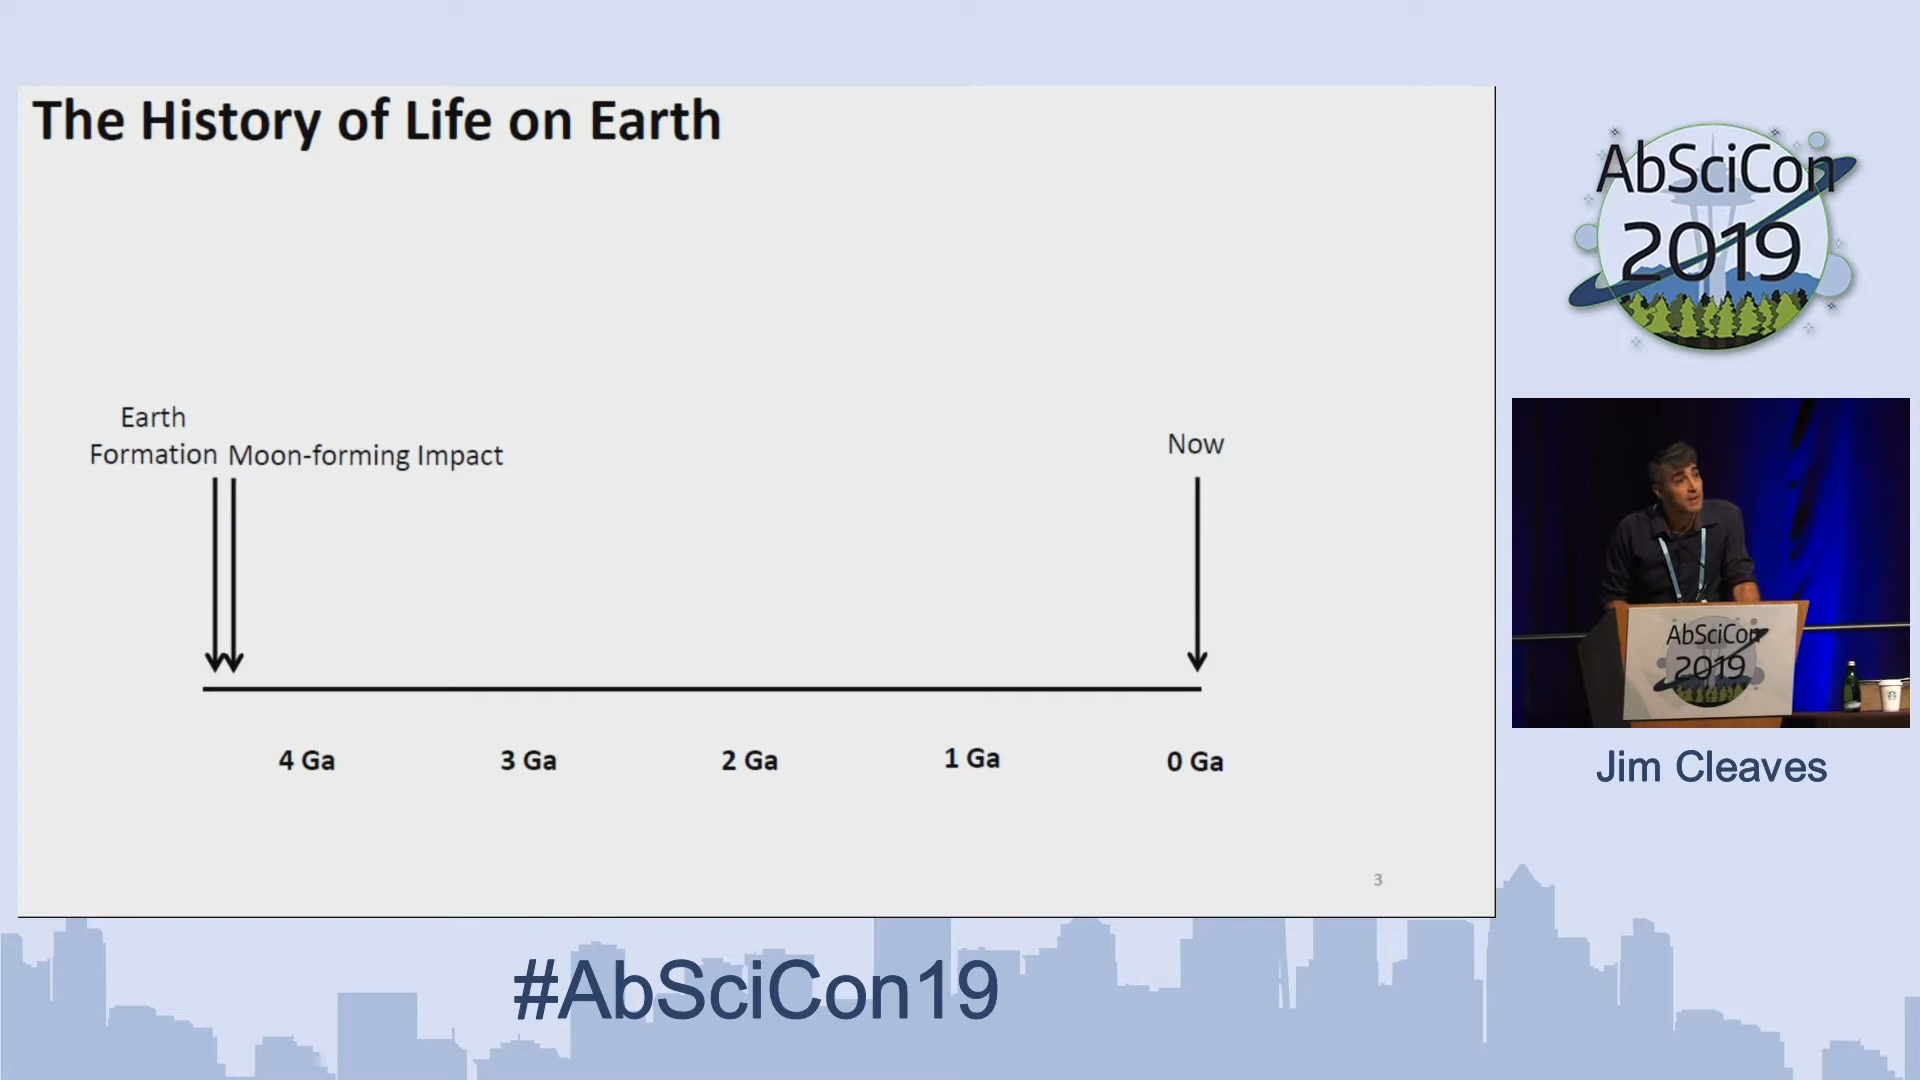 The History of Life on Earth
Earth
Formation
Moon-forming Impact
Now
4 Ga
3 Ga
2 Ga
1 Ga
0 Ga
3
AbSciCon
2019
AbSciCon
2019
Jim Cleaves
#AbSciCon19